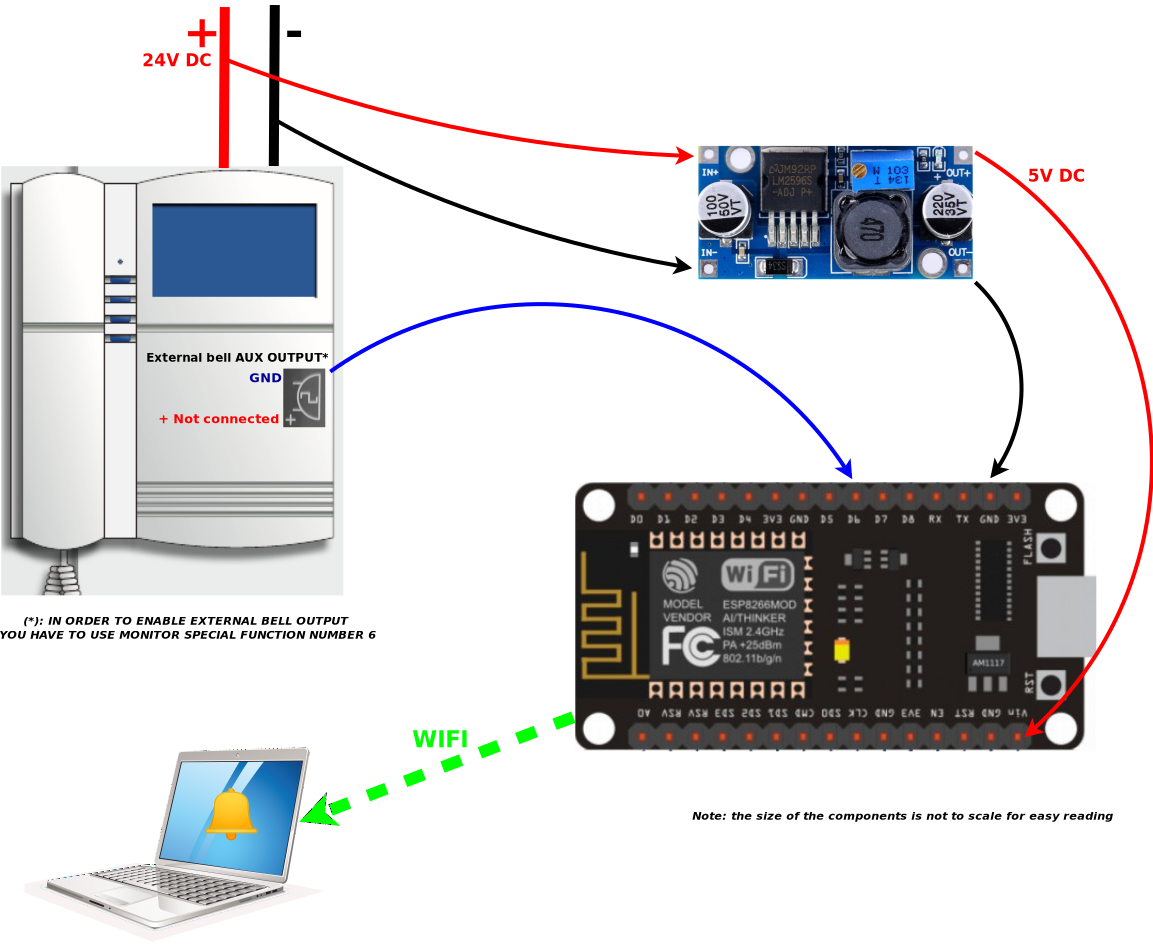 +
-
24V DC
IN+
IN-
100
50V
VT
JM92RP
LM2596S
-ADJ P+
M 103
T 134
470
SS34
220
35V
VT
+ OUT+
OUT-
5V DC
External bell AUX OUTPUT*
GND
+ Not connected
+
(*): IN ORDER TO ENABLE EXTERNAL BELL OUTPUT
YOU HAVE TO USE MONITOR SPECIAL FUNCTION NUMBER 6
D0 D1 D2 D3 D4 3V3 GND D5 D6 D7 D8 RX TX GND 3V3
FLASH
WiFi
MODEL
VENDOR
ESP8266MOD
AI/THINKER
ISM 2.4GHz
PA +25dBm
802.11b/g/n
FC
AM1117
RST
A0 RSV RSV SD3 SD2 SD1 CMD SD0 CLK GND 3V3 EN RST GND Vin
WIFI
Note: the size of the components is not to scale for easy reading